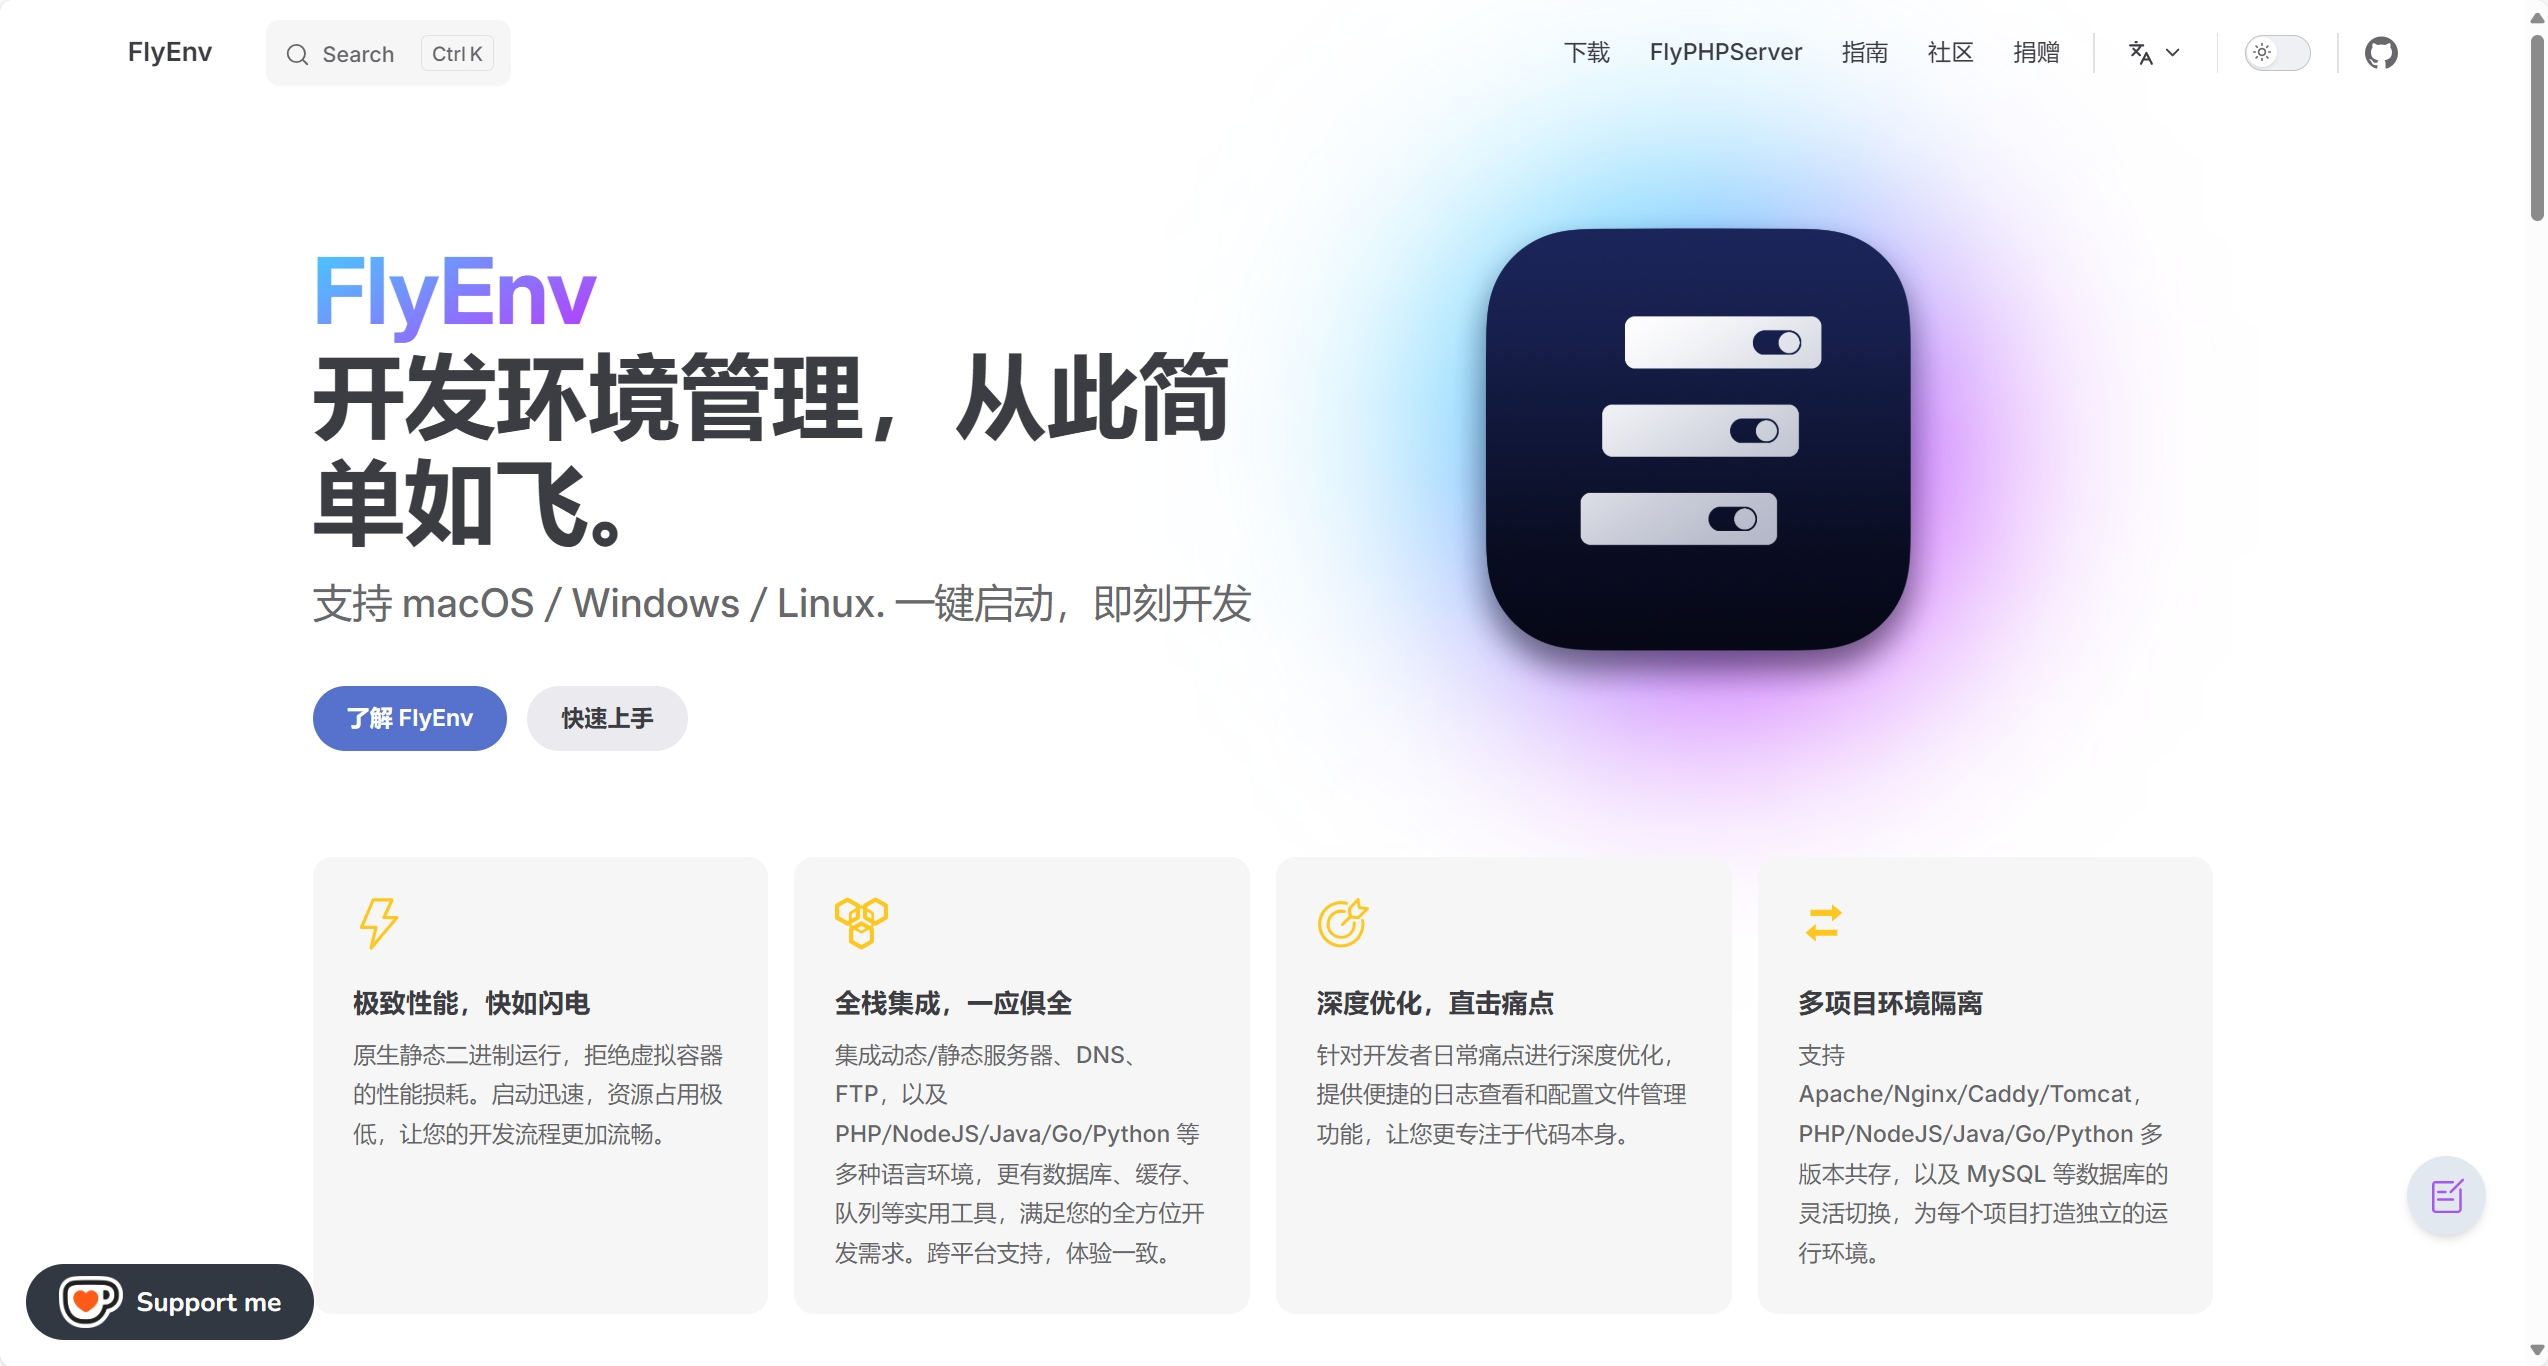 FlyEnv
Search Ctrl K
下载 FlyPHPServer 指南 社区 捐赠
FlyEnv
开发环境管理，从此简
单如飞。
支持 macOS / Windows / Linux. 一键启动，即刻开发
了解 FlyEnv
快速上手
极致性能，快如闪电
原生静态二进制运行，拒绝虚拟容器
的性能损耗。启动迅速，资源占用极
低，让您的开发流程更加流畅。
全栈集成，一应俱全
集成动态/静态服务器、DNS、
FTP，以及
PHP/NodeJS/Java/Go/Python 等
多种语言环境，更有数据库、缓存、
队列等实用工具，满足您的全方位开
发需求。跨平台支持，体验一致。
深度优化，直击痛点
针对开发者日常痛点进行深度优化，
提供便捷的日志查看和配置文件管理
功能，让您更专注于代码本身。
多项目环境隔离
支持
Apache/Nginx/Caddy/Tomcat，
PHP/NodeJS/Java/Go/Python 多
版本共存，以及 MySQL 等数据库的
灵活切换，为每个项目打造独立的运
行环境。
Support me